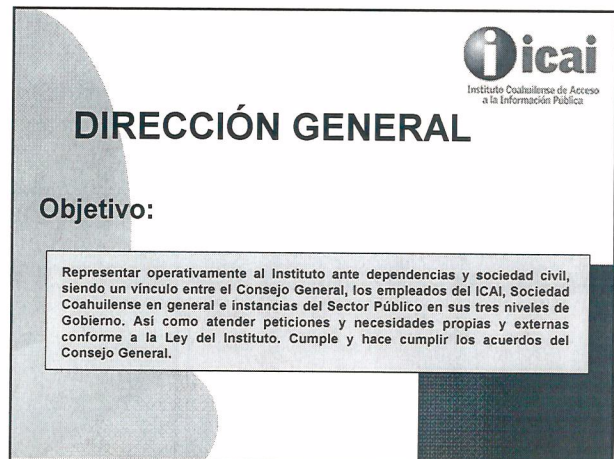 icai
Instituto Coahuilense de Acceso
a la Información Pública
DIRECCIÓN GENERAL
Objetivo:
Representar operativamente al Instituto ante dependencias y sociedad civil,
siendo un vínculo entre el Consejo General, los empleados del ICAI, Sociedad
Coahuilense en general e instancias del Sector Público en sus tres niveles de
Gobierno. Así como atender peticiones y necesidades propias y externas
conforme a la Ley del Instituto. Cumple y hace cumplir los acuerdos del
Consejo General.